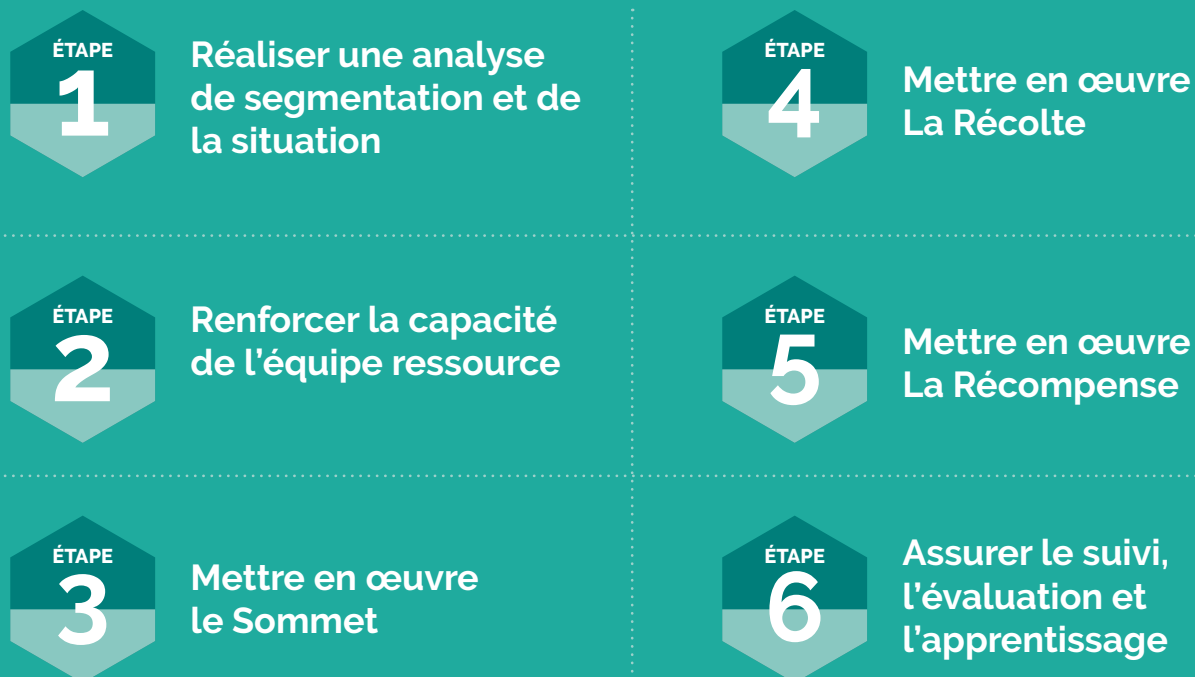 ÉTAPE
1
Réaliser une analyse
de segmentation et de
la situation
ÉTAPE
2
Renforcer la capacité
de l’équipe ressource
ÉTAPE
3
Mettre en œuvre
le Sommet
ÉTAPE
4
Mettre en œuvre
La Récolte
ÉTAPE
5
Mettre en œuvre
La Récompense
ÉTAPE
6
Assurer le suivi,
l’évaluation et
l’apprentissage